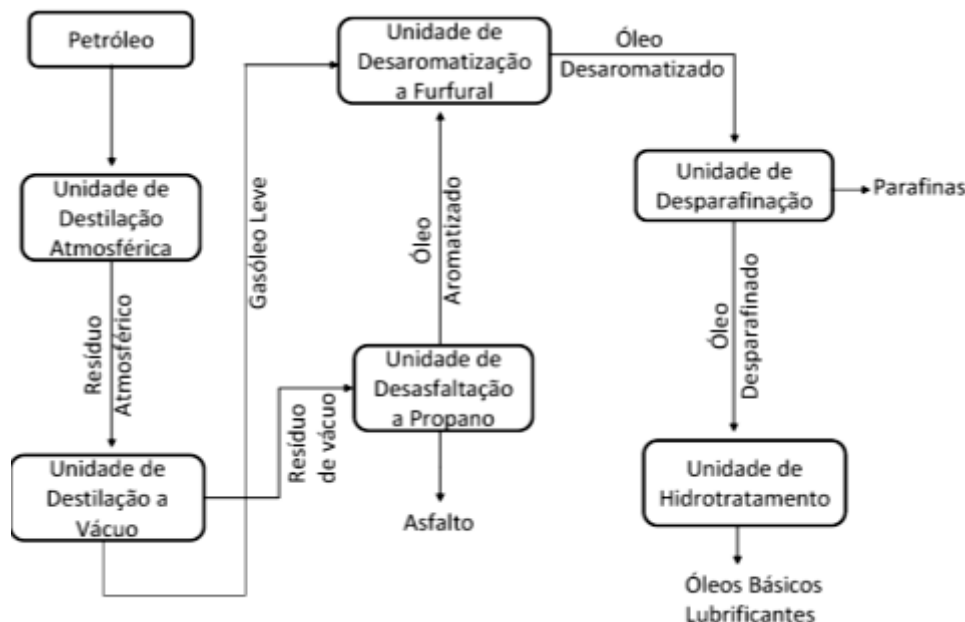 Petróleo
Unidade de
Destilação
Atmosférica
Resíduo
Atmosférico
Unidade de
Destilação a
Vácuo
Gasóleo Leve
Resíduo
de vácuo
Unidade de
Desaromatização
a Furfural
Óleo
Aromatizado
Unidade de
Desasfaltação
a Propano
Asfalto
Óleo
Desaromatizado
Unidade de
Desparafinação
Parafinas
Óleo
Desparafinado
Unidade de
Hidrotratamento
Óleos Básicos
Lubrificantes